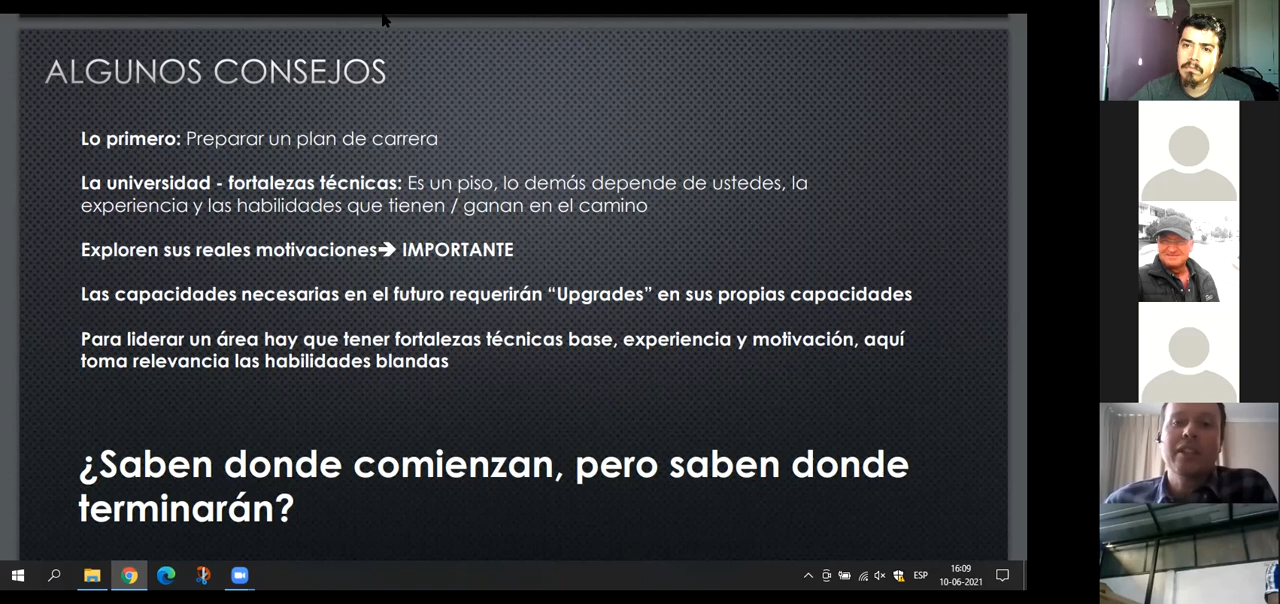 ALGUNOS CONSEJOS
Lo primero: Preparar un plan de carrera
La universidad - fortalezas técnicas: Es un piso, lo demás depende de ustedes, la
experiencia y las habilidades que tienen / ganan en el camino
Exploren sus reales motivaciones➔ IMPORTANTE
Las capacidades necesarias en el futuro requerirán “Upgrades” en sus propias capacidades
Para liderar un área hay que tener fortalezas técnicas base, experiencia y motivación, aquí
toma relevancia las habilidades blandas
¿Saben donde comienzan, pero saben donde
terminarán?
ESP
16:09
10-06-2021